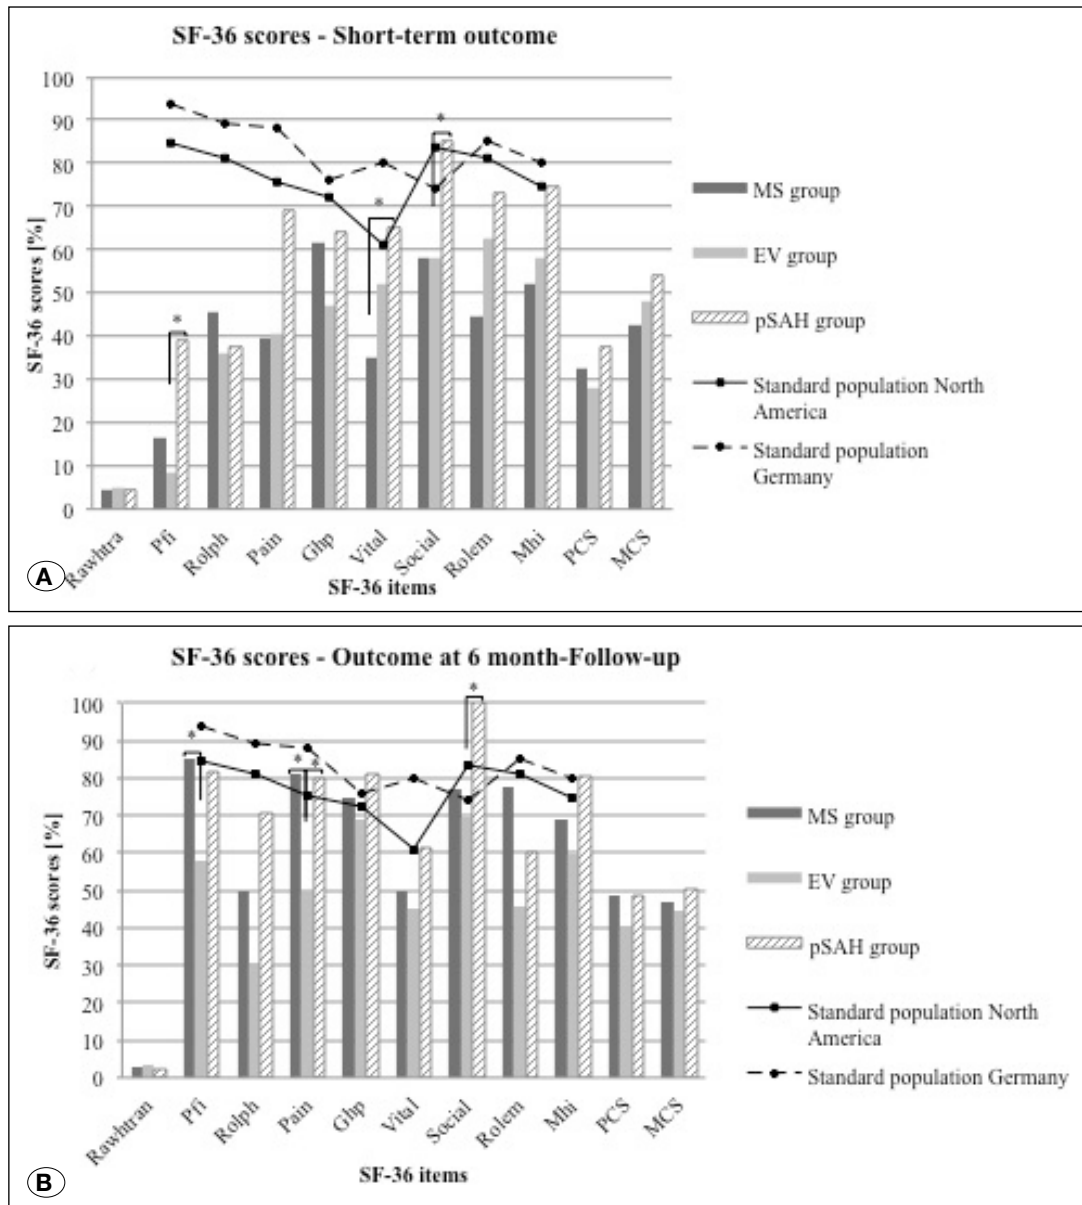 SF-36 scores - Short-term outcome
100
90
80
70
60
50
40
30
20
10
0
SF-36 scores [%]
*
*
*
Rawhtra
Pfi
Rolph
Pain
Ghp
Vital
Social
Rolem
Mhi
PCS
MCS
SF-36 items
MS group
EV group
pSAH group
Standard population North
America
Standard population
Germany
A
SF-36 scores - Outcome at 6 month-Follow-up
100
90
80
70
60
50
40
30
20
10
0
SF-36 scores [%]
*
*
*
*
Rawhtran
Pfi
Rolph
Pain
Ghp
Vital
Social
Rolem
Mhi
PCS
MCS
SF-36 items
MS group
EV group
pSAH group
Standard population North
America
Standard population Germany
B